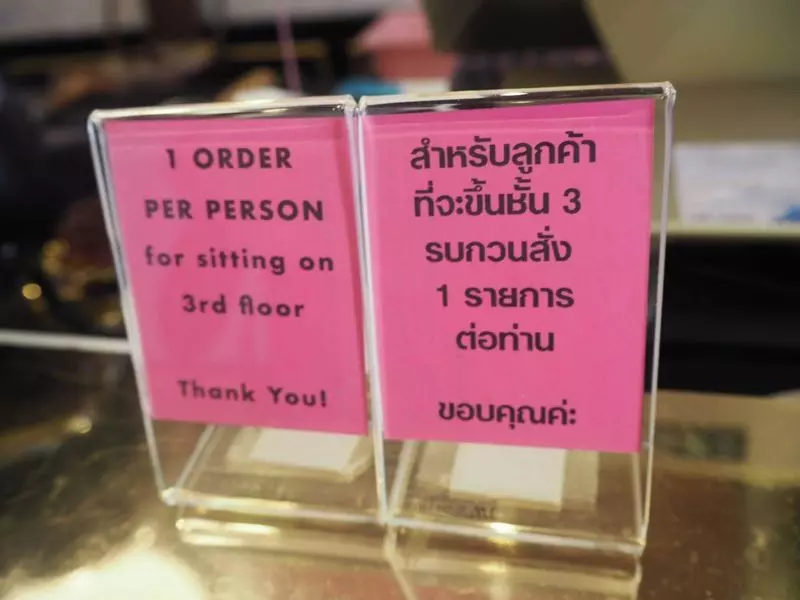 1 ORDER
PER PERSON
for sitting on
3rd floor
Thank You!
สำหรับลูกค้า
ที่จะขึ้นชั้น 3
รบกวนสั่ง
1 รายการ
ต่อท่าน
ขอบคุณค่ะ